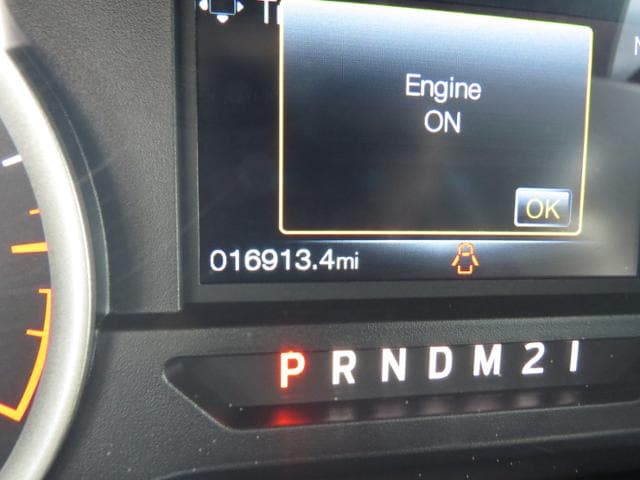 Engine
ON
OK
016913.4mi
P R N D M 2 1